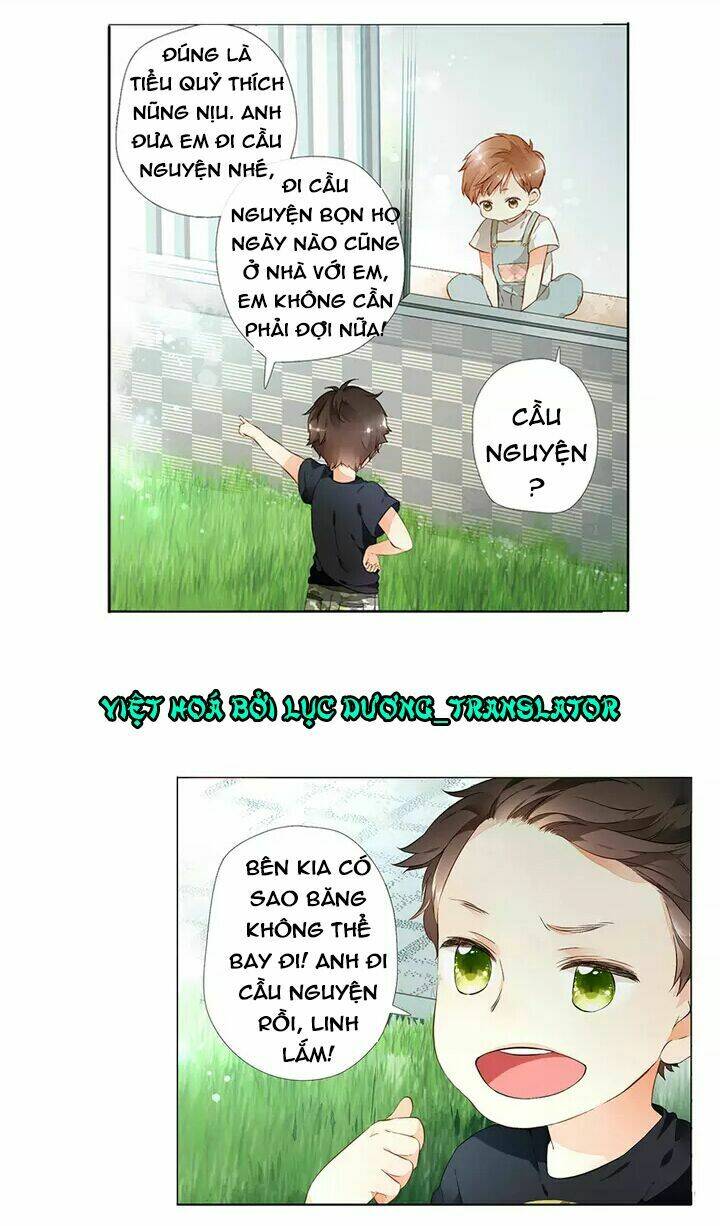 ĐÚNG LÀ
TIỂU QUỶ THÍCH
NŨNG NỊU. ANH
ĐƯA EM ĐI CẦU
NGUYỆN NHÉ,
ĐI CẦU
NGUYỆN BỌN HỌ
NGÀY NÀO CŨNG
Ở NHÀ VỚI EM,
EM KHÔNG CẦN
PHẢI ĐỢI NỮA!
CẦU
NGUYỆN
?
VIỆT HOÁ BỞI LỤC DƯƠNG_TRANSLATOR
BÊN KIA CÓ
SAO BĂNG
KHÔNG THỂ
BAY ĐI! ANH ĐI
CẦU NGUYỆN
RỒI, LINH
LẮM!